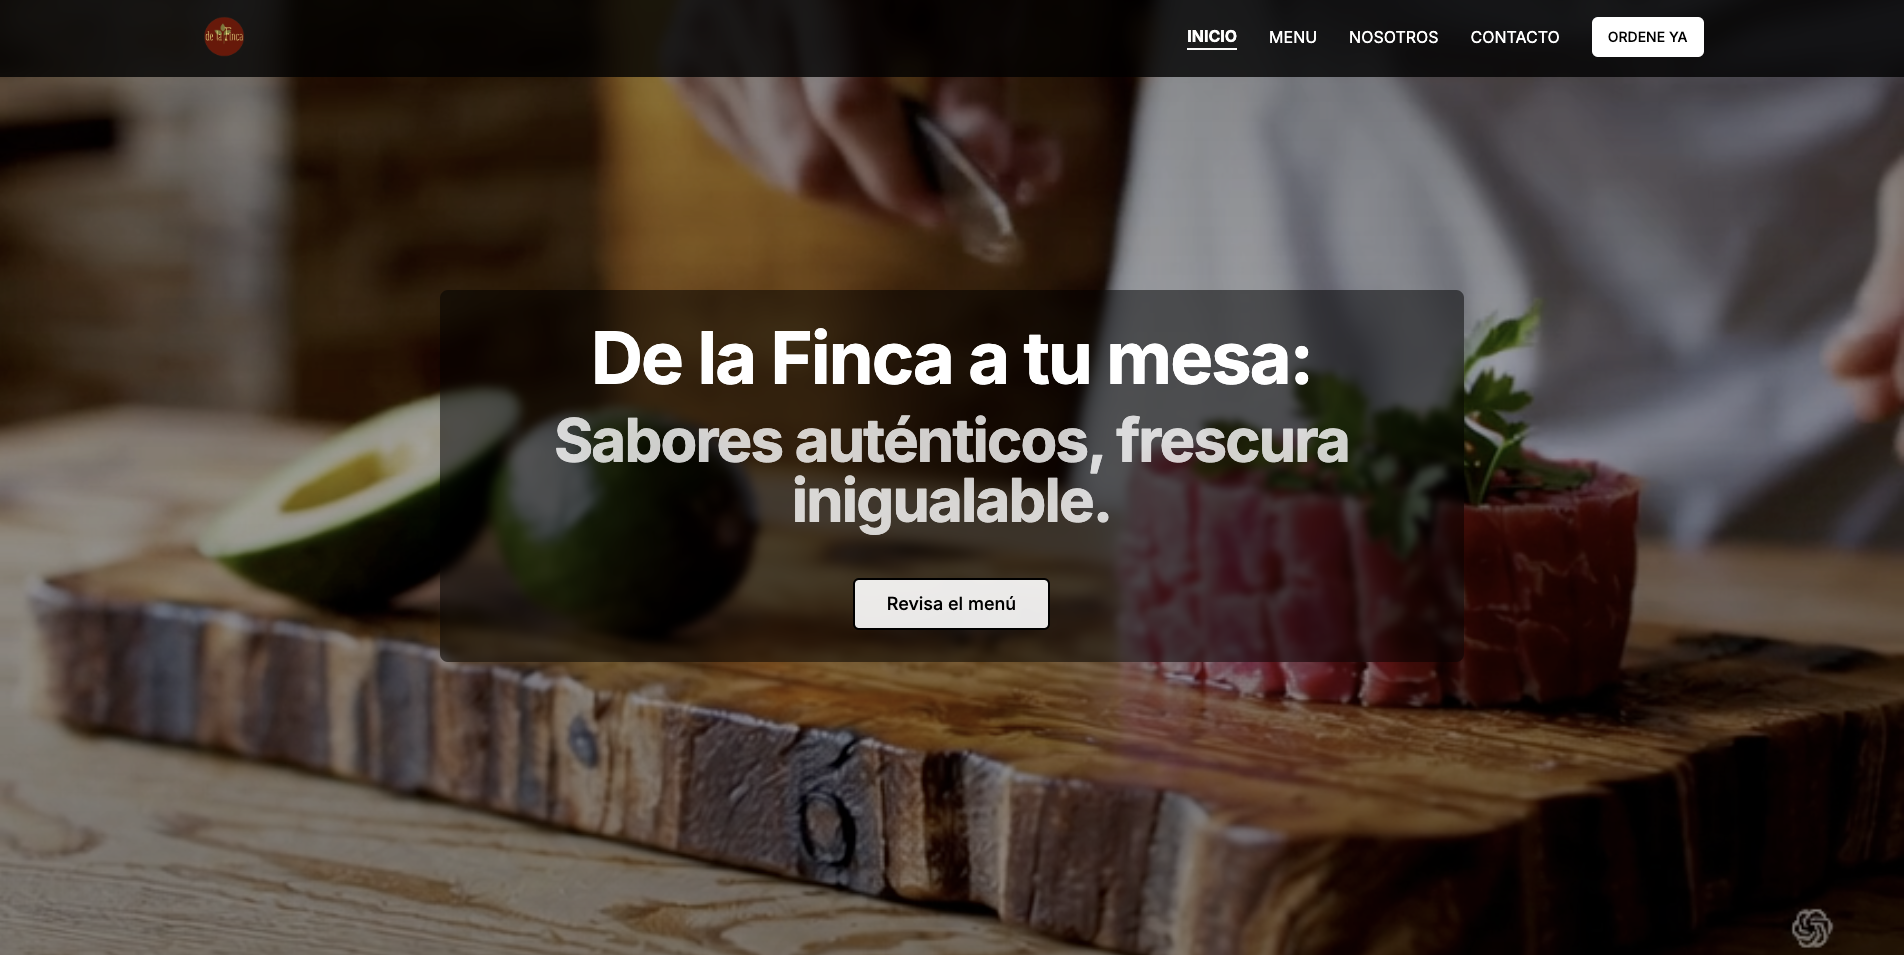 de la Finca
INICIO MENU NOSOTROS CONTACTO ORDENE YA
De la Finca a tu mesa:
Sabores auténticos, frescura
inigualable.
Revisa el menú